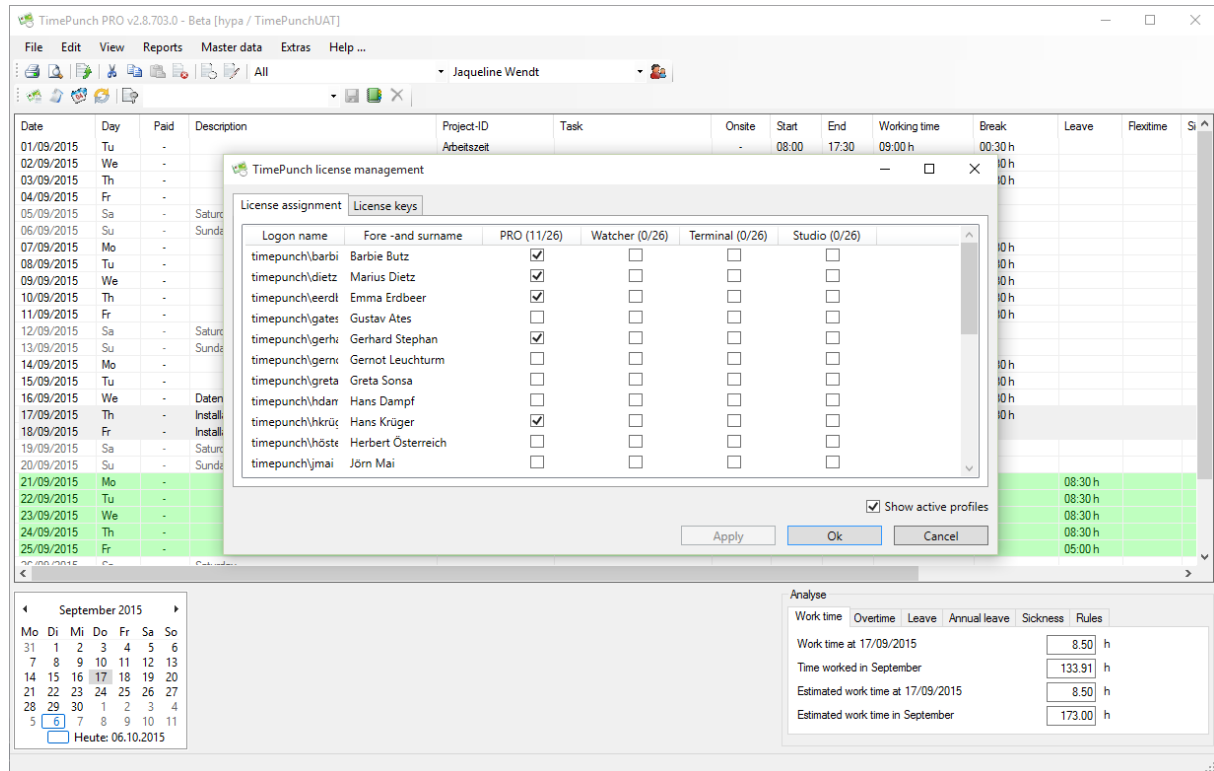 TimePunch PRO v2.8.703.0 - Beta [hypa / TimePunchUAT]
File Edit View Reports Master data Extras Help ...
All Jaqueline Wendt
Date Day Paid Description Project-ID Task Onsite Start End Working time Break Leave Flexitime
01/09/2015 Tu - Arbeitszeit - 08:00 17:30 09:00 h 00:30 h
02/09/2015 We -
03/09/2015 Th -
04/09/2015 Fr -
05/09/2015 Sa -
06/09/2015 Su -
07/09/2015 Mo -
08/09/2015 Tu -
09/09/2015 We -
10/09/2015 Th -
11/09/2015 Fr -
12/09/2015 Sa -
13/09/2015 Su -
14/09/2015 Mo -
15/09/2015 Tu -
16/09/2015 We - Daten
17/09/2015 Th - Install
18/09/2015 Fr - Install
19/09/2015 Sa -
20/09/2015 Su -
21/09/2015 Mo - 08:30 h
22/09/2015 Tu - 08:30 h
23/09/2015 We - 08:30 h
24/09/2015 Th - 08:30 h
25/09/2015 Fr - 05:00 h
TimePunch license management
License assignment License keys
Logon name Fore -and surname PRO (11/26) Watcher (0/26) Terminal (0/26) Studio (0/26)
timepunch\barbi Barbie Butz
timepunch\dietz Marius Dietz
timepunch\eerdb Emma Erdbeer
timepunch\gates Gustav Ates
timepunch\gerha Gerhard Stephan
timepunch\gerno Gernot Leuchturm
timepunch\greta Greta Sonsa
timepunch\hdam Hans Dampf
timepunch\hkrüg Hans Krüger
timepunch\höste Herbert Österreich
timepunch\jmai Jörn Mai
Show active profiles
Apply Ok Cancel
September 2015
Mo Di Mi Do Fr Sa So
31 1 2 3 4 5 6
7 8 9 10 11 12 13
14 15 16 17 18 19 20
21 22 23 24 25 26 27
28 29 30 1 2 3 4
5 6 7 8 9 10 11
Heute: 06.10.2015
Analyse
Work time Overtime Leave Annual leave Sickness Rules
Work time at 17/09/2015 8.50 h
Time worked in September 133.91 h
Estimated work time at 17/09/2015 8.50 h
Estimated work time in September 173.00 h